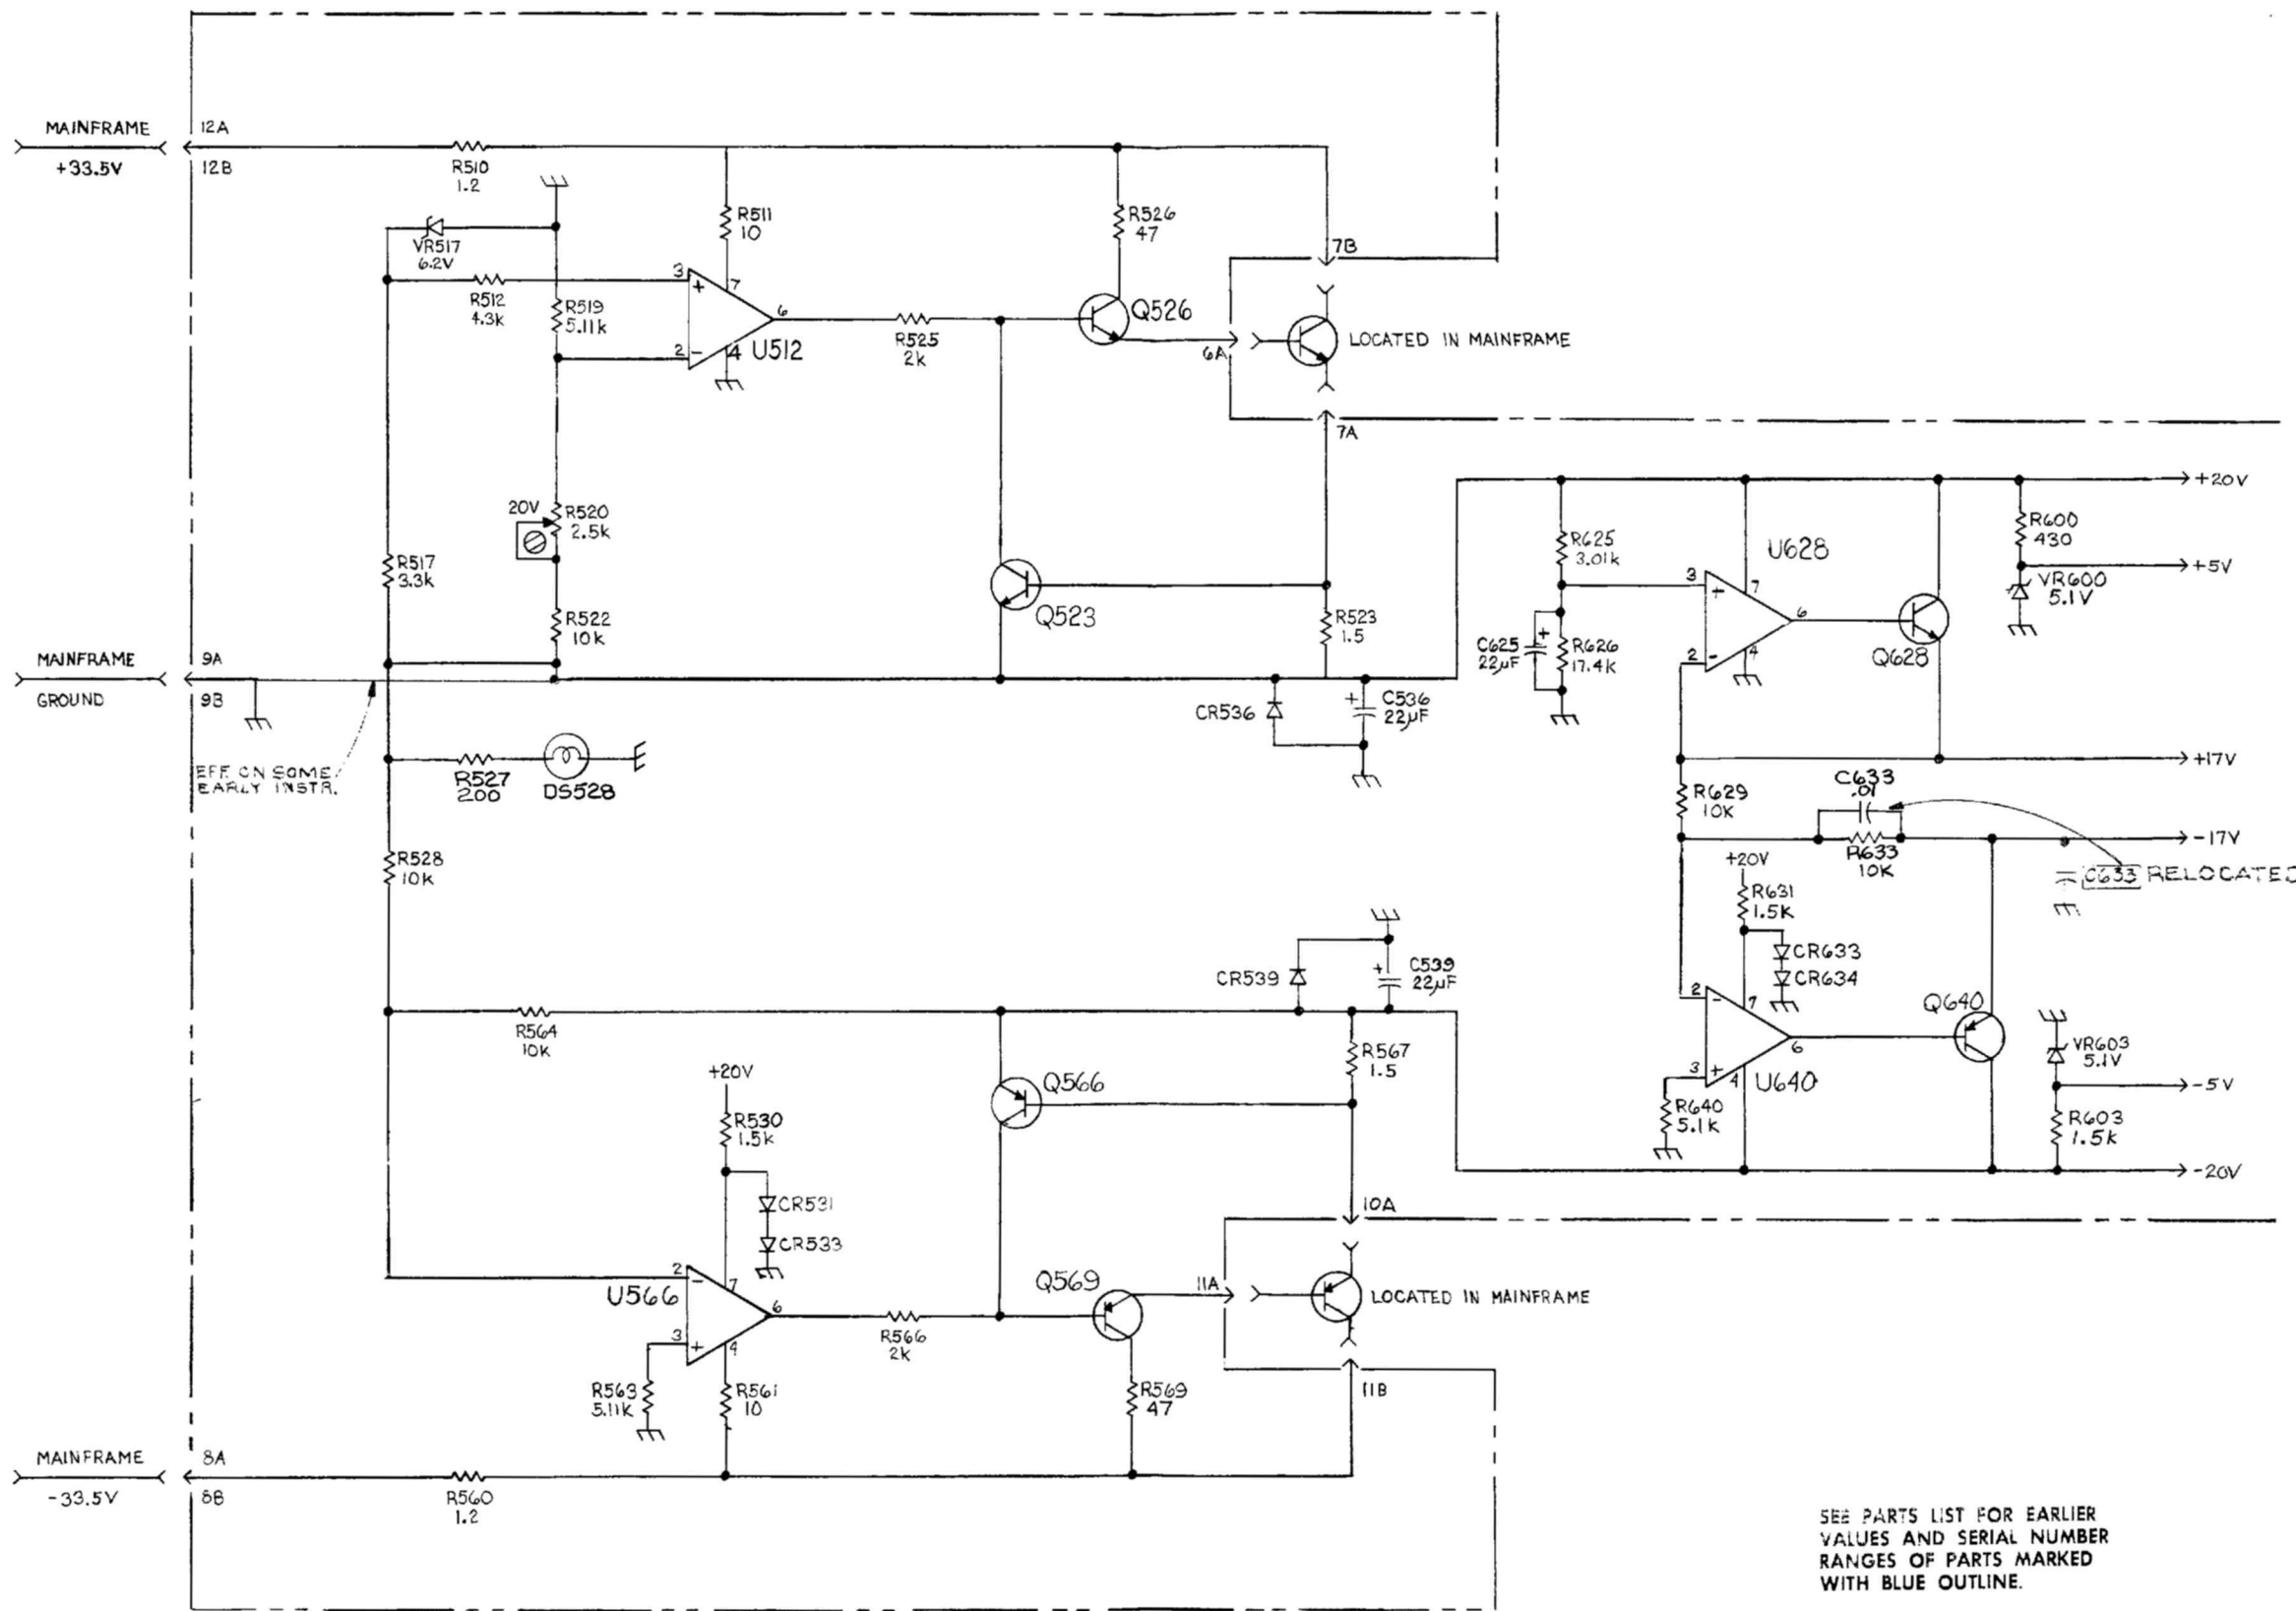 MAINFRAME
+33.5V
12A
12B
R510
1.2
R511
10
R526
47
VR517
6.2V
R512
4.3K
R519
5.11K
3
+
7
6
2
-
4
U512
R525
2K
Q526
6A
7B
LOCATED IN MAINFRAME
7A
20V
R520
2.5K
R517
3.3K
R522
10K
Q523
R523
1.5
MAINFRAME
GROUND
9A
9B
EFF. ON SOME
EARLY INSTR.
R527
200
DS528
CR536
+
C536
22µF
R528
10K
R625
3.01K
C625
22µF
+
R626
17.4K
U628
3
+
7
6
2
-
4
Q628
R600
430
VR600
5.1V
+20V
+5V
+17V
R629
10K
C633
.01
R633
10K
-17V
C633 RELOCATED
+20V
R631
1.5K
CR633
CR634
2
-
7
6
3
+
4
U640
Q640
R640
5.1K
VR603
5.1V
-5V
R603
1.5K
-20V
CR539
+
C539
22µF
R564
10K
R567
1.5
Q566
+20V
R530
1.5K
CR531
CR533
2
-
7
6
3
+
4
U566
R566
2K
Q569
11A
10A
LOCATED IN MAINFRAME
11B
R563
5.11K
R561
10
R569
47
MAINFRAME
-33.5V
8A
8B
R560
1.2
SEE PARTS LIST FOR EARLIER
VALUES AND SERIAL NUMBER
RANGES OF PARTS MARKED
WITH BLUE OUTLINE.